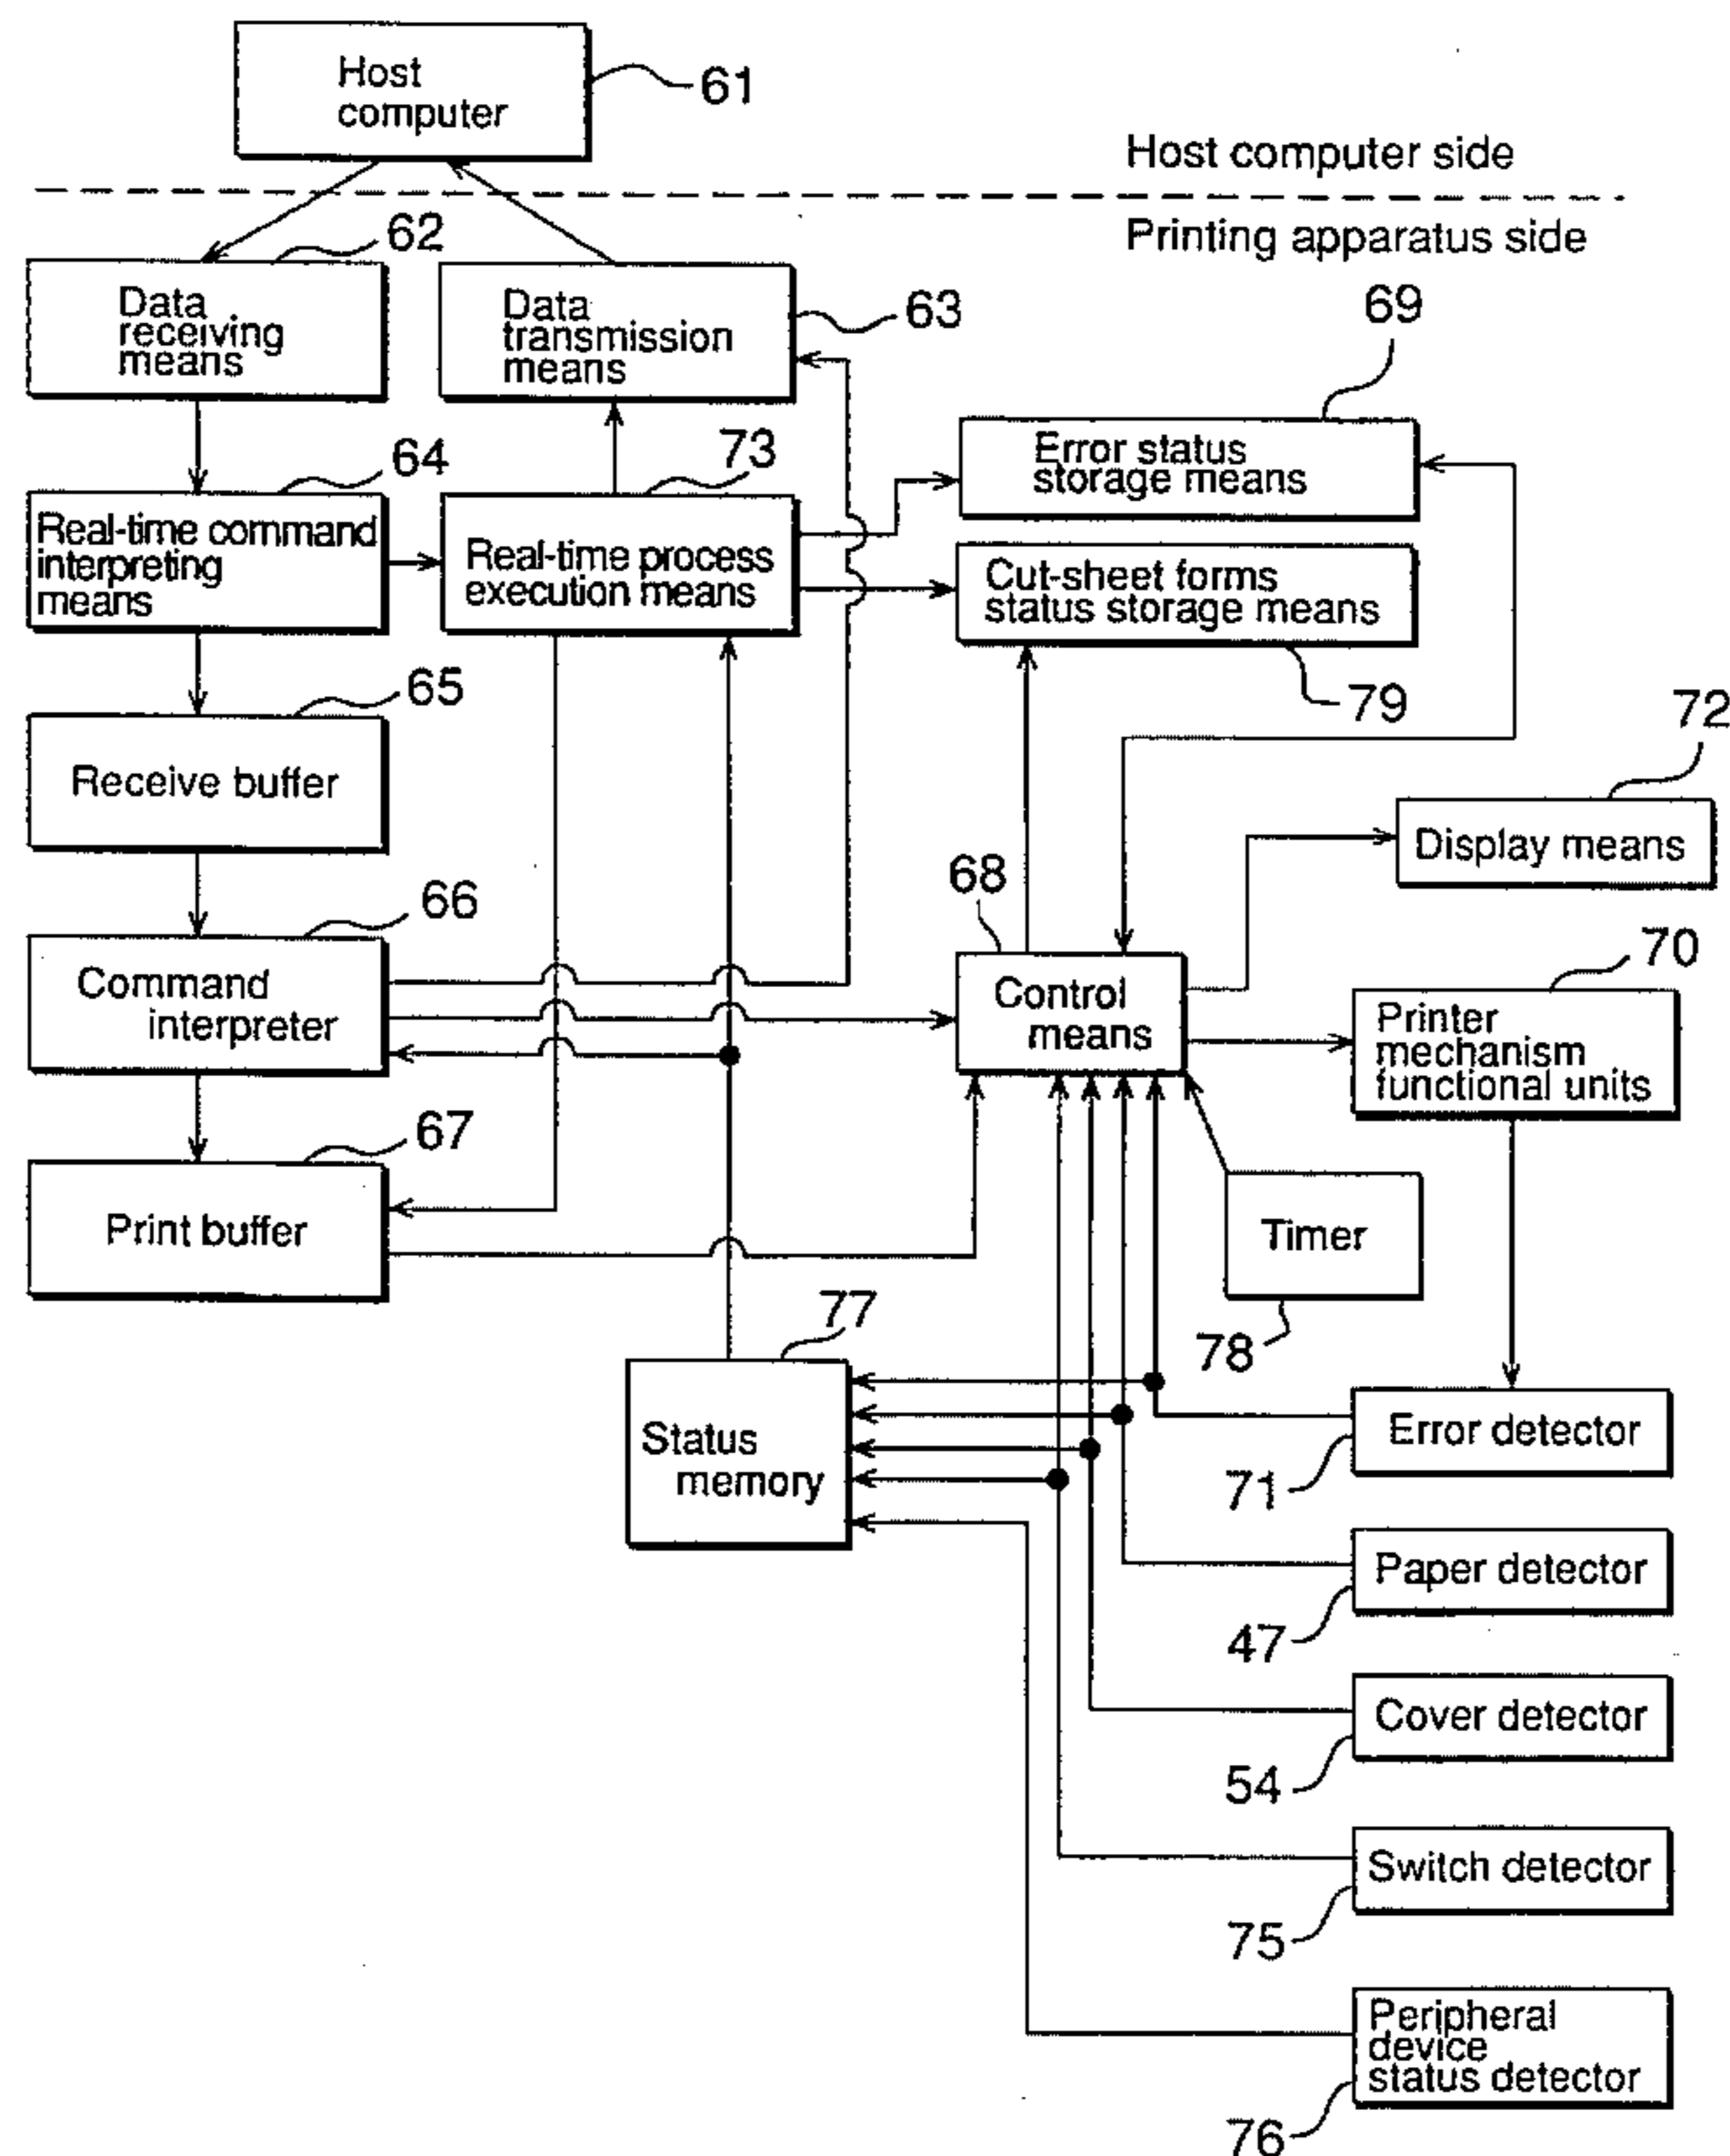 Host
computer
61
Host computer side
Printing apparatus side
62
Data
receiving
means
Data
transmission
means
63
69
64
73
Error status
storage means
Real-time command
interpreting
means
Real-time process
execution means
Cut-sheet forms
status storage means
79
72
65
Receive buffer
Display means
68
66
70
Command
interpreter
Control
means
Printer
mechanism
functional units
67
Print buffer
Timer
78
77
Status
memory
Error detector
71
Paper detector
47
Cover detector
54
Switch detector
75
Peripheral
device
status detector
76